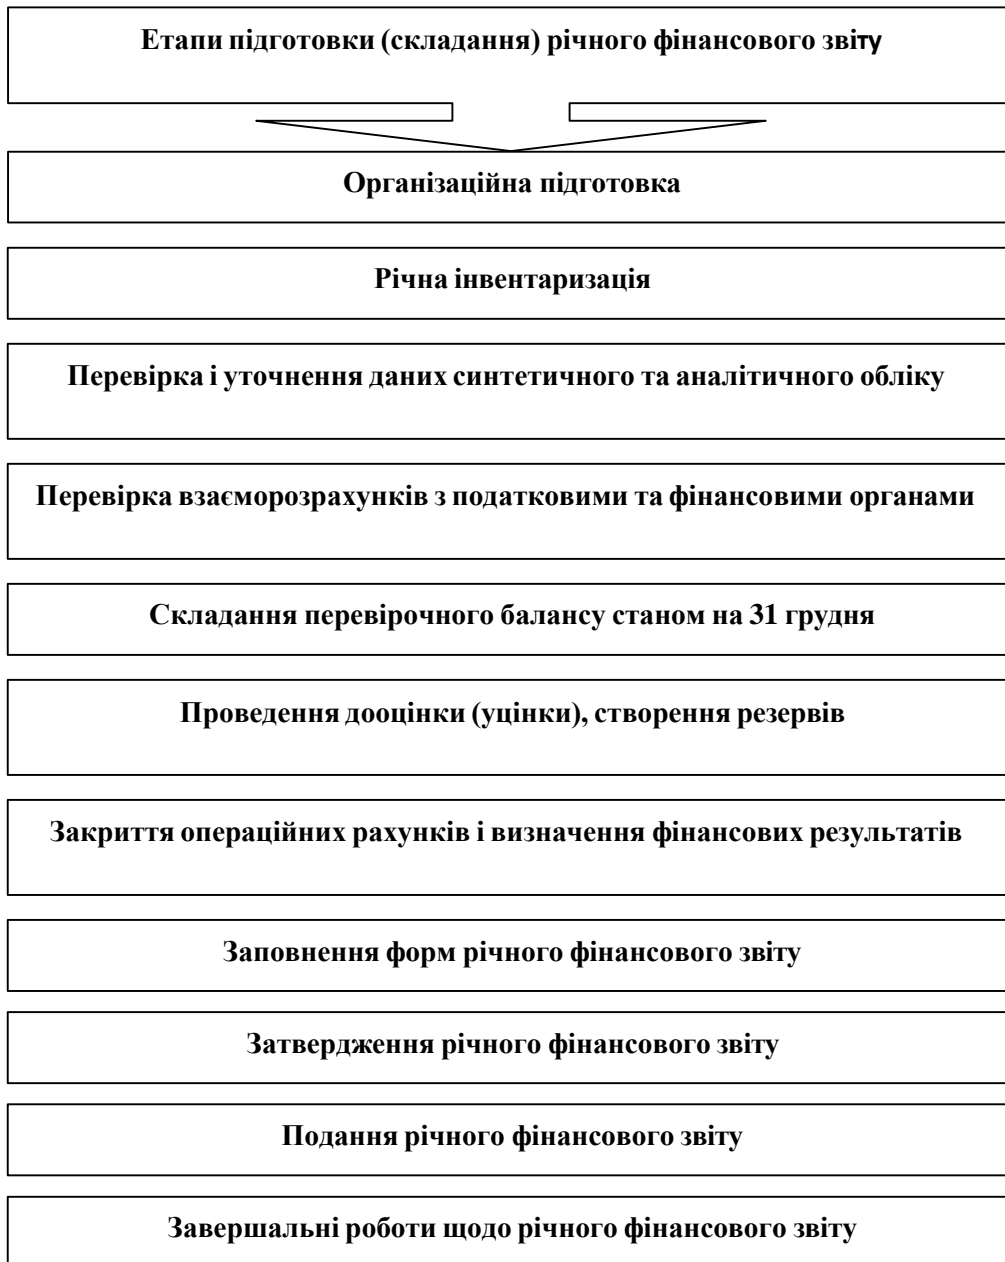 Етапи підготовки (складання) річного фінансового звіту
Організаційна підготовка
Річна інвентаризація
Перевірка і уточнення даних синтетичного та аналітичного обліку
Перевірка взаєморозрахунків з податковими та фінансовими органами
Складання перевірочного балансу станом на 31 грудня
Проведення дооцінки (уцінки), створення резервів
Закриття операційних рахунків і визначення фінансових результатів
Заповнення форм річного фінансового звіту
Затвердження річного фінансового звіту
Подання річного фінансового звіту
Завершальні роботи щодо річного фінансового звіту